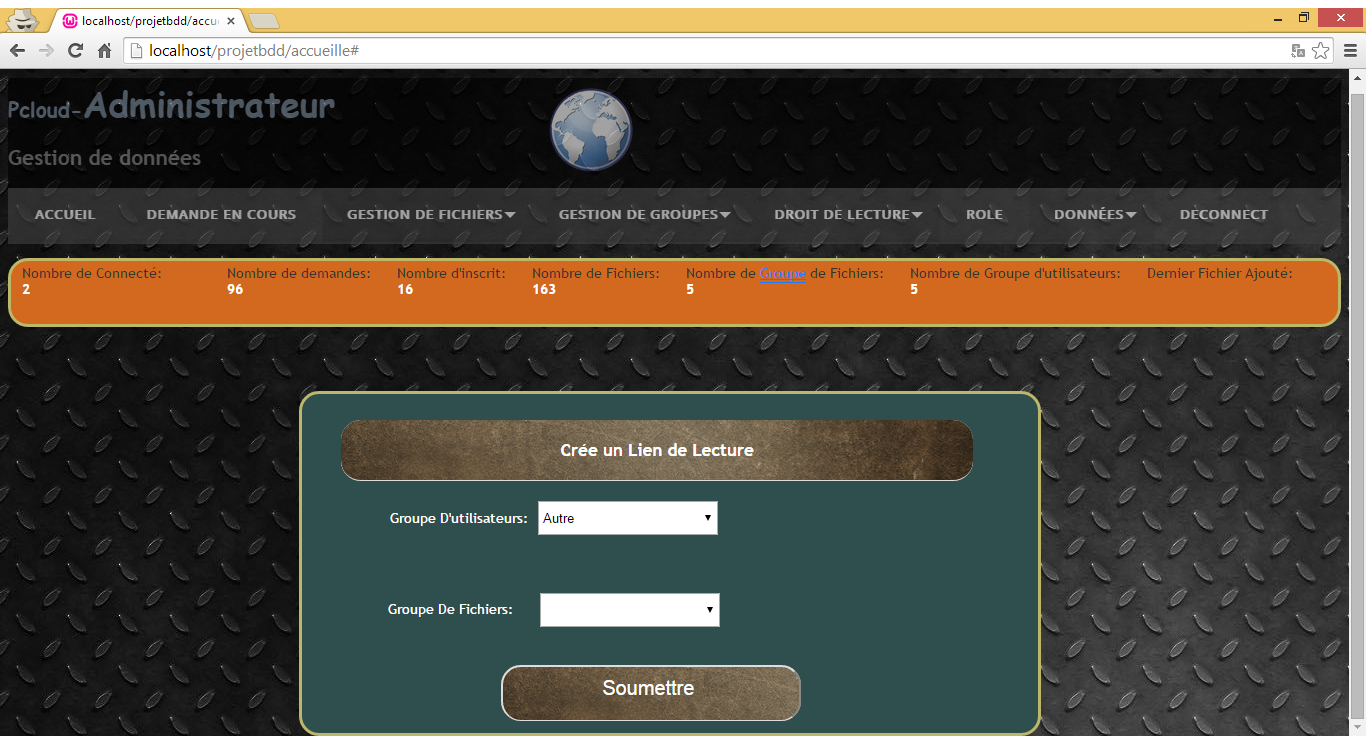 localhost/projetbdd/accu
localhost/projetbdd/accueille#
Pcloud-Administrateur
Gestion de données
ACCUEIL DEMANDE EN COURS GESTION DE FICHIERS GESTION DE GROUPES DROIT DE LECTURE ROLE DONNÉES DECONNECT
Nombre de Connecté: Nombre de demandes: Nombre d'inscrit: Nombre de Fichiers: Nombre de Groupe de Fichiers: Nombre de Groupe d'utilisateurs: Dernier Fichier Ajouté:
2 96 16 163 5 5
Crée un Lien de Lecture
Groupe D'utilisateurs: Autre
Groupe De Fichiers:
Soumettre